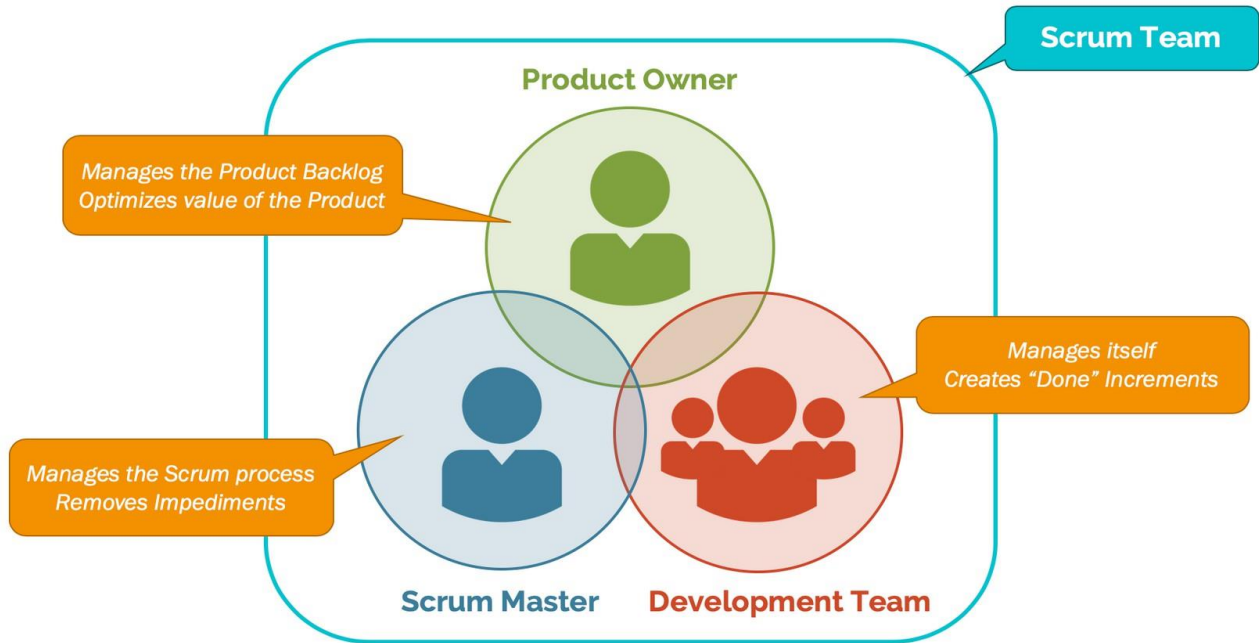 Scrum Team
Product Owner
Manages the Product Backlog
Optimizes value of the Product
Manages itself
Creates “Done” Increments
Manages the Scrum process
Removes Impediments
Scrum Master
Development Team